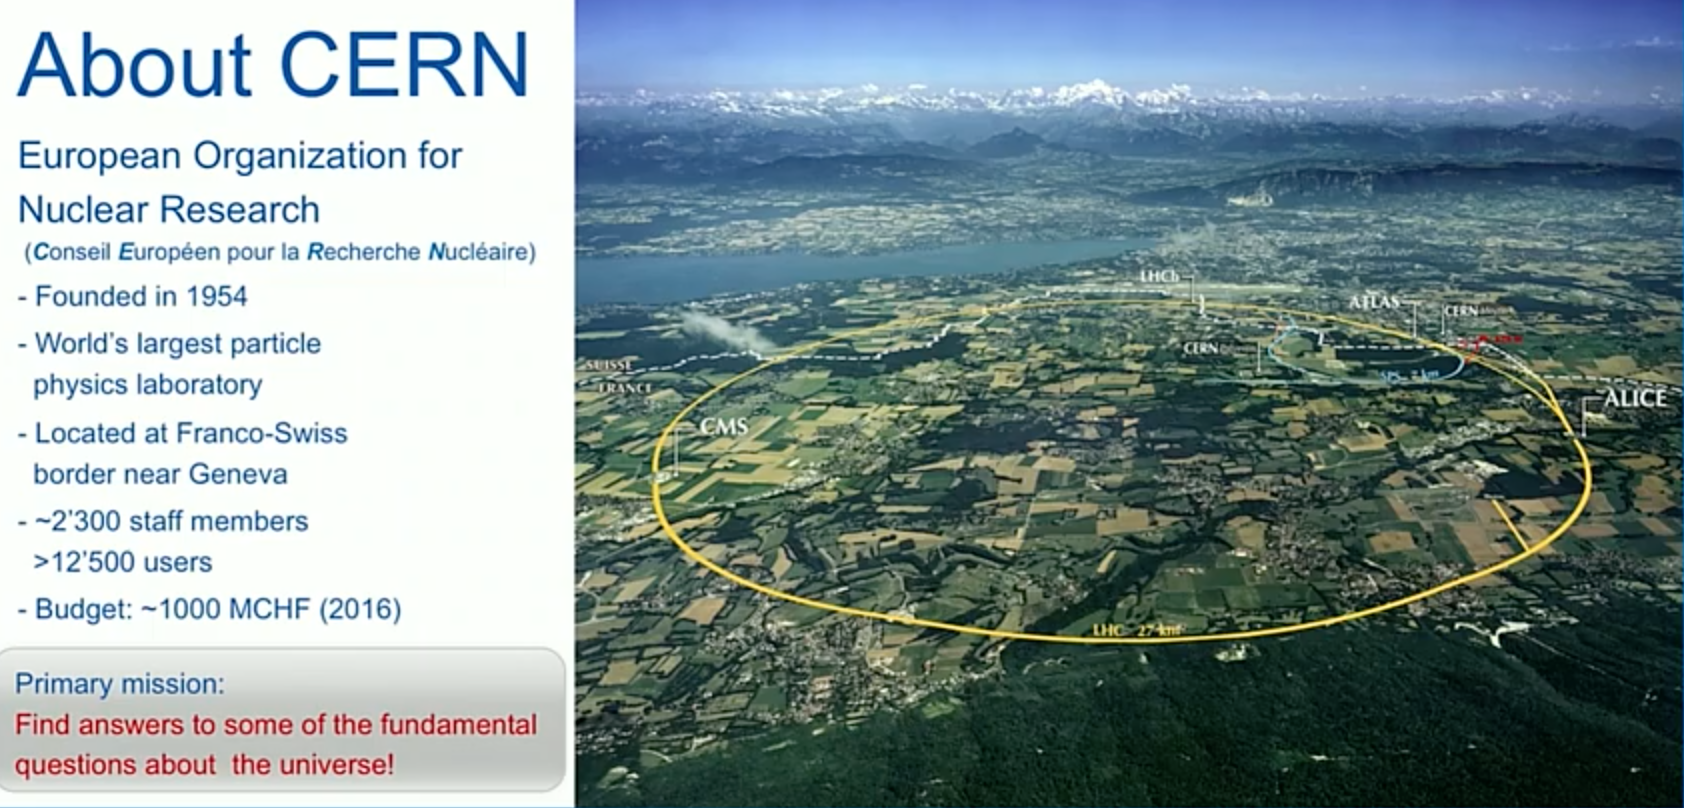 About CERN
European Organization for
Nuclear Research
(Conseil Européen pour la Recherche Nucléaire)
- Founded in 1954
- World's largest particle
physics laboratory
- Located at Franco-Swiss
border near Geneva
- ~2'300 staff members
>12'500 users
- Budget: ~1000 MCHF (2016)
Primary mission:
Find answers to some of the fundamental
questions about the universe!
LHCb
ATLAS
CERN
CERN
SUISSE
FRANCE
SPS 7 km
ALICE
CMS
LHC 27 km